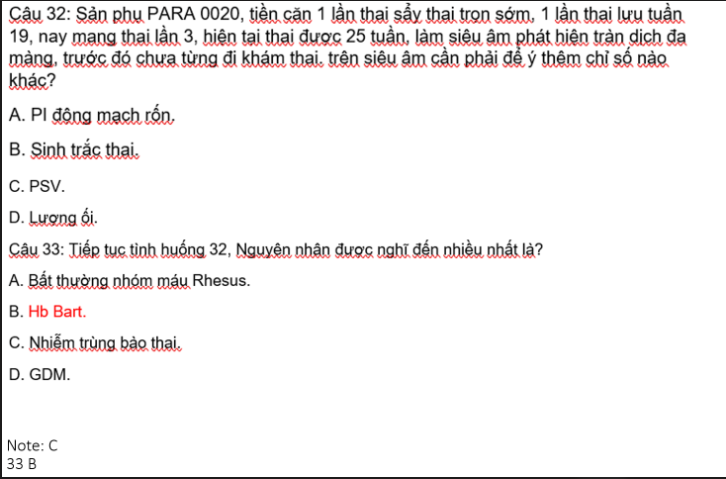 Câu 32: Sản phụ PARA 0020, tiền căn 1 lần thai sẩy thai trọn sớm, 1 lần thai lưu tuần
19, nay mang thai lần 3, hiện tại thai được 25 tuần, làm siêu âm phát hiện tràn dịch đa
màng, trước đó chưa từng đi khám thai, trên siêu âm cần phải để ý thêm chỉ số nào
khác?
A. PI động mạch rốn.
B. Sinh trắc thai.
C. PSV.
D. Lượng ối.
Câu 33: Tiếp tục tình huống 32, Nguyên nhân được nghĩ đến nhiều nhất là?
A. Bất thường nhóm máu Rhesus.
B. Hb Bart.
C. Nhiễm trùng bào thai.
D. GDM.
Note: C
33 B